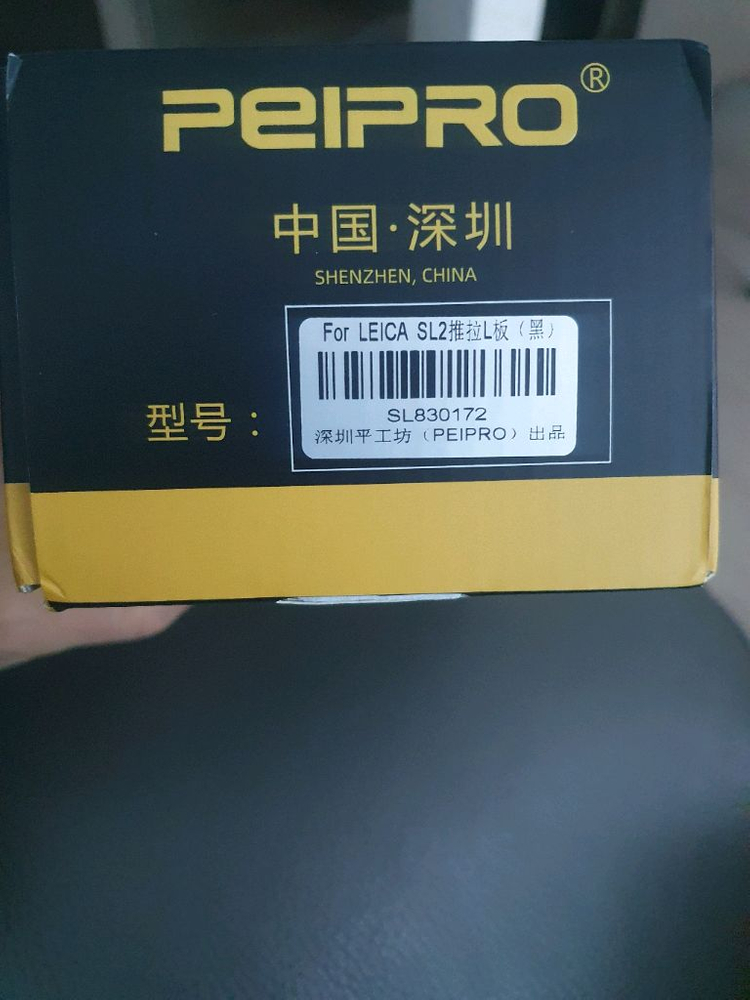 PEIPRO®
中国·深圳
SHENZHEN, CHINA
型号：
For LEICA SL2推拉L板（黑）
SL830172
深圳平工坊（PEIPRO）出品